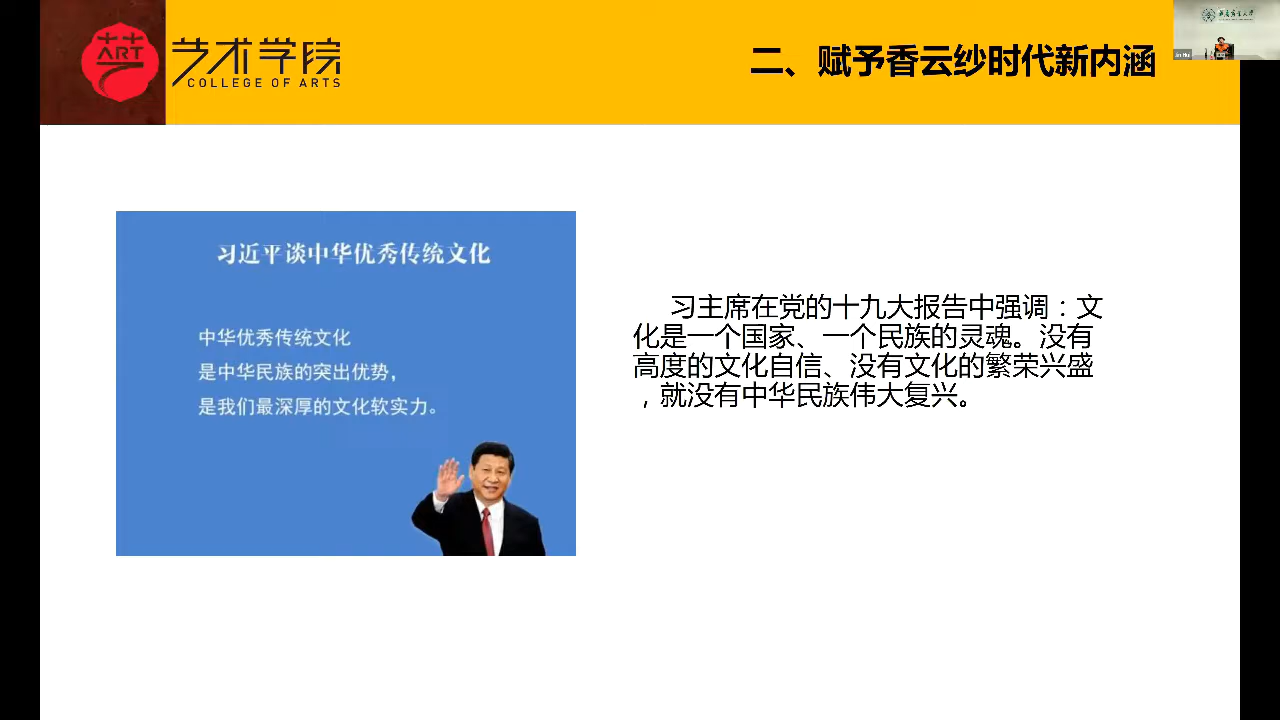 艺术学院
ART
COLLEGE OF ARTS
二、赋予香云纱时代新内涵
Jin Hu
习近平谈中华优秀传统文化
中华优秀传统文化
是中华民族的突出优势，
是我们最深厚的文化软实力。
习主席在党的十九大报告中强调：文
化是一个国家、一个民族的灵魂。没有
高度的文化自信、没有文化的繁荣兴盛
，就没有中华民族伟大复兴。